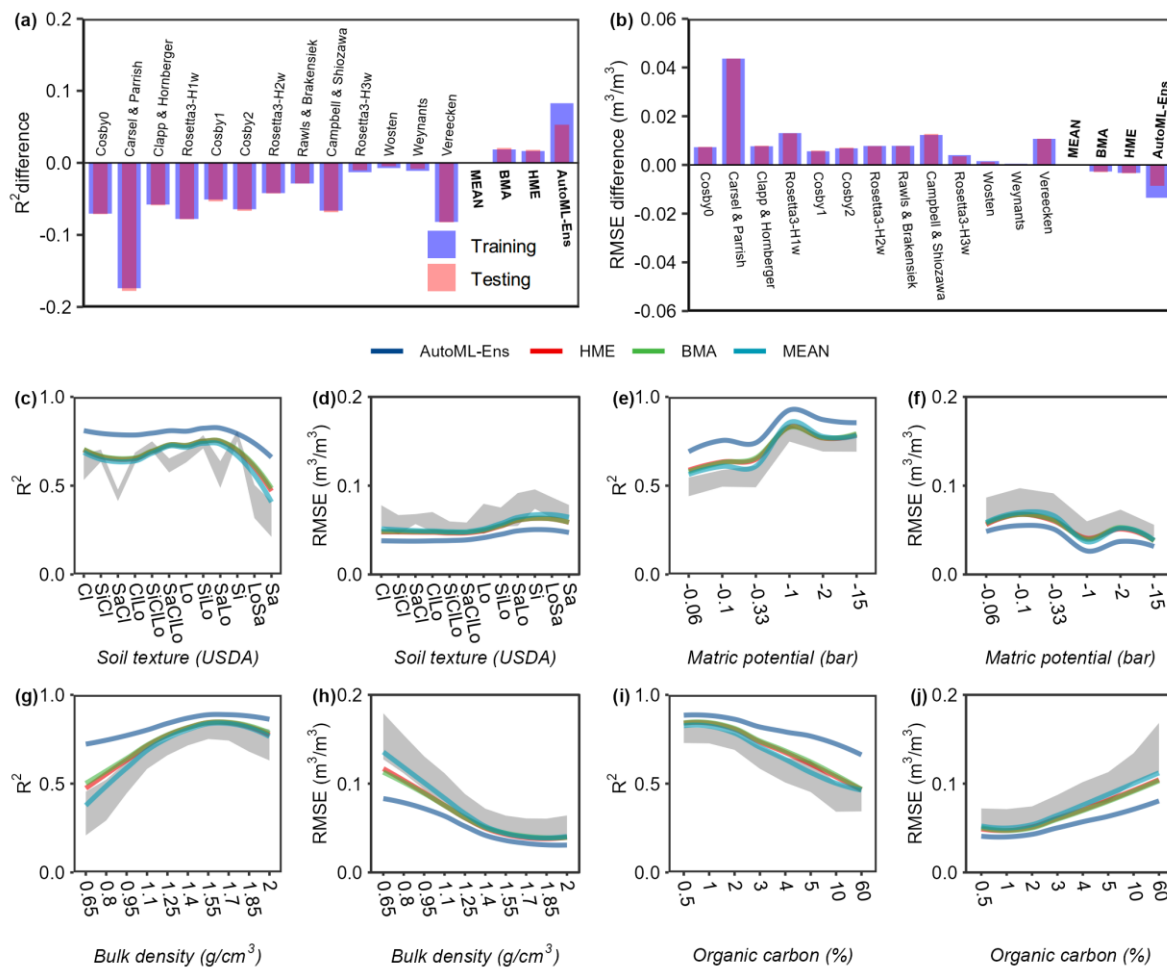 (a)
R² difference
0.2
0.1
0.0
-0.1
-0.2
Cosby0
Carsel & Parrish
Clapp & Hornberger
Rosetta3-H1w
Cosby1
Cosby2
Rosetta3-H2w
Rawls & Brakensiek
Campbell & Shiozawa
Rosetta3-H3w
Wosten
Weynants
Vereecken
MEAN
BMA
HME
AutoML-Ens
Training
Testing
(b)
RMSE difference (m³/m³)
0.06
0.04
0.02
0.00
-0.02
-0.04
-0.06
Cosby0
Carsel & Parrish
Clapp & Hornberger
Rosetta3-H1w
Cosby1
Cosby2
Rosetta3-H2w
Rawls & Brakensiek
Campbell & Shiozawa
Rosetta3-H3w
Wosten
Weynants
Vereecken
MEAN
BMA
HME
AutoML-Ens
AutoML-Ens HME BMA MEAN
(c)
R²
1.0
0.5
0.0
Cl
SiCl
SaCl
ClLo
SiClLo
SaClLo
Lo
SiLo
SaLo
Si
LoSa
Sa
Soil texture (USDA)
(d)
RMSE (m³/m³)
0.2
0.1
0.0
Cl
SiCl
SaCl
ClLo
SiClLo
SaClLo
Lo
SiLo
SaLo
Si
LoSa
Sa
Soil texture (USDA)
(e)
R²
1.0
0.5
0.0
-0.06
-0.1
-0.33
-1
-2
-15
Matric potential (bar)
(f)
RMSE (m³/m³)
0.2
0.1
0.0
-0.06
-0.1
-0.33
-1
-2
-15
Matric potential (bar)
(g)
R²
1.0
0.5
0.0
0.65
0.8
0.95
1.1
1.25
1.4
1.55
1.7
1.85
2
Bulk density (g/cm³)
(h)
RMSE (m³/m³)
0.2
0.1
0.0
0.65
0.8
0.95
1.1
1.25
1.4
1.55
1.7
1.85
2
Bulk density (g/cm³)
(i)
R²
1.0
0.5
0.0
0.5
1
2
3
4
5
10
60
Organic carbon (%)
(j)
RMSE (m³/m³)
0.2
0.1
0.0
0.5
1
2
3
4
5
10
60
Organic carbon (%)